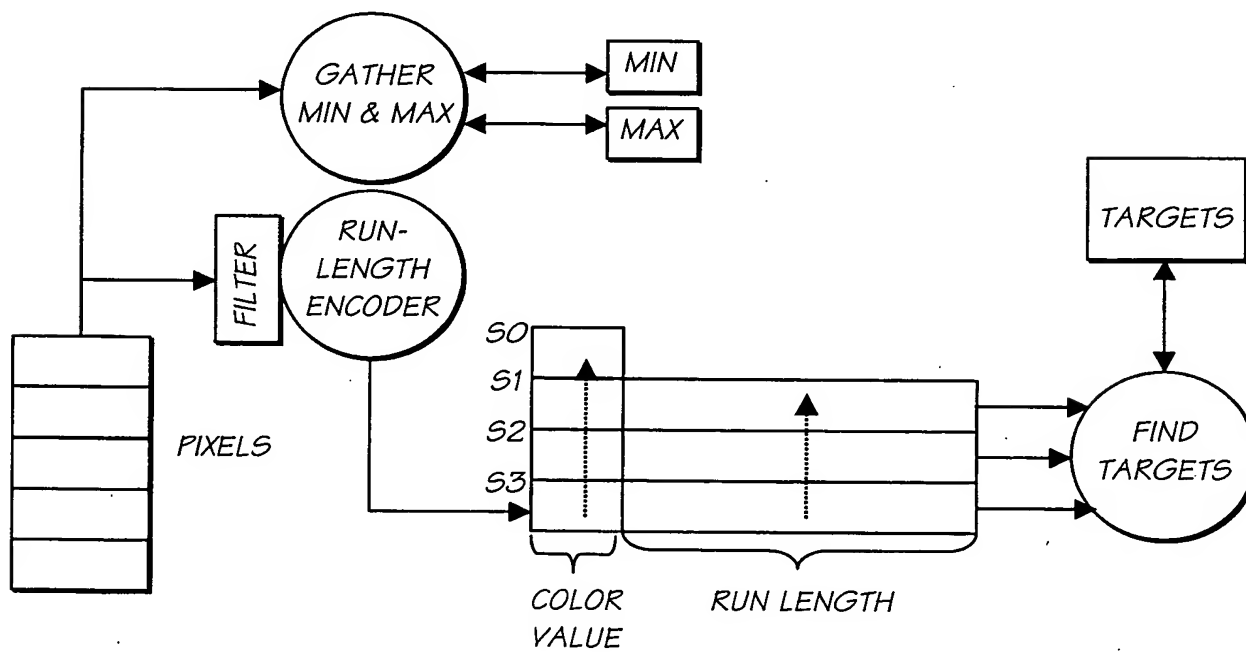 GATHER
MIN & MAX
MIN
MAX
FILTER
RUN-
LENGTH
ENCODER
TARGETS
PIXELS
S0
S1
S2
S3
FIND
TARGETS
COLOR
VALUE
RUN LENGTH